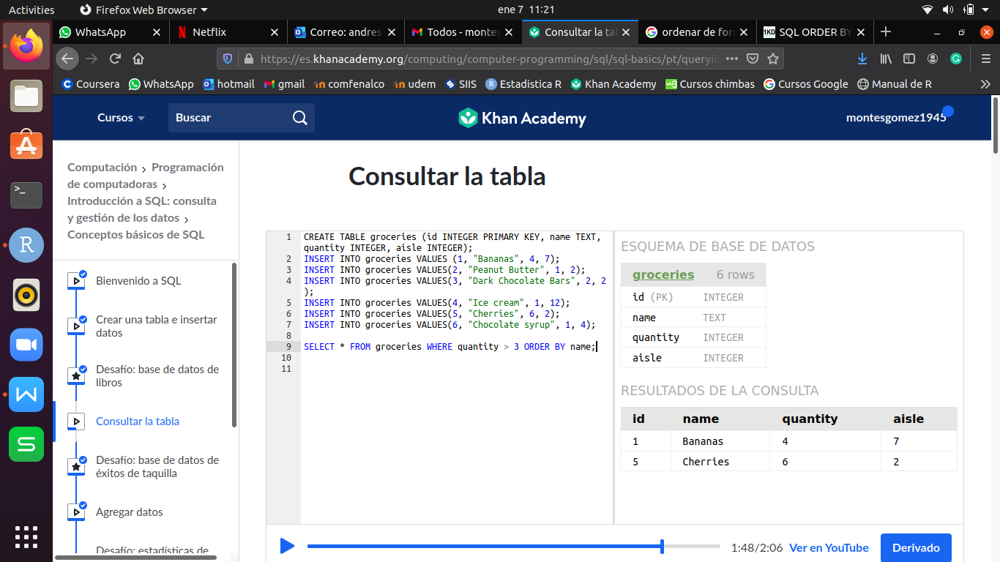 Activities
Firefox Web Browser
ene 7 11:21
WhatsApp
Netflix
Correo: andres
Todos - montes
Consultar la tal
ordenar de for
1KD SQL ORDER BY
https://es.khanacademy.org/computing/computer-programming/sql/sql-basics/pt/queryin
Coursera
WhatsApp
hotmail
gmail
comfenalco
udem
SIIS
Estadistica R
Khan Academy
Cursos chimbas
Cursos Google
Manual de R
Cursos
Buscar
Khan Academy
montesgomez1945
Computación > Programación
de computadoras >
Introducción a SQL: consulta
y gestión de los datos >
Conceptos básicos de SQL
Bienvenido a SQL
Crear una tabla e insertar
datos
Desafío: base de datos de
libros
Consultar la tabla
Desafío: base de datos de
éxitos de taquilla
Agregar datos
Desafío: estadísticas de
Consultar la tabla
1 CREATE TABLE groceries (id INTEGER PRIMARY KEY, name TEXT,
quantity INTEGER, aisle INTEGER);
2 INSERT INTO groceries VALUES (1, "Bananas", 4, 7);
3 INSERT INTO groceries VALUES(2, "Peanut Butter", 1, 2);
4 INSERT INTO groceries VALUES(3, "Dark Chocolate Bars", 2, 2
);
5 INSERT INTO groceries VALUES(4, "Ice cream", 1, 12);
6 INSERT INTO groceries VALUES(5, "Cherries", 6, 2);
7 INSERT INTO groceries VALUES(6, "Chocolate syrup", 1, 4);
8
9 SELECT * FROM groceries WHERE quantity > 3 ORDER BY name;
10
11
ESQUEMA DE BASE DE DATOS
groceries 6 rows
id (PK) INTEGER
name TEXT
quantity INTEGER
aisle INTEGER
RESULTADOS DE LA CONSULTA
id name quantity aisle
1 Bananas 4 7
5 Cherries 6 2
1:48/2:06
Ver en YouTube
Derivado